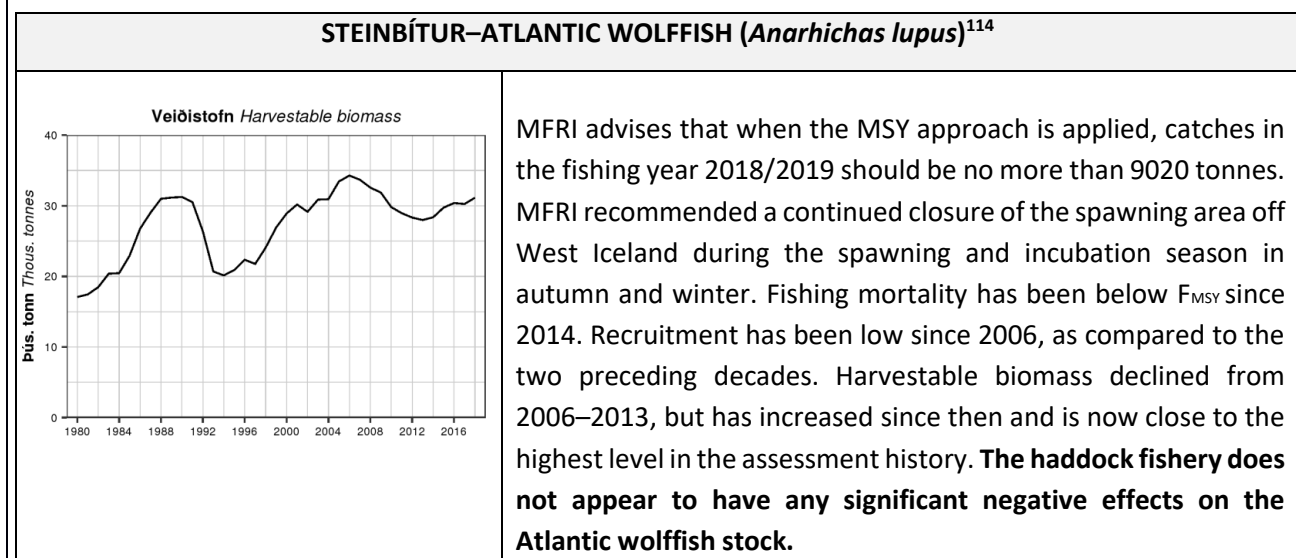 STEINBÍTUR–ATLANTIC WOLFFISH (Anarhichas lupus)114
Veiðistofn Harvestable biomass
Þús. tonn Thous. tonnes
40
30
20
10
0
1980 1984 1988 1992 1996 2000 2004 2008 2012 2016
MFRI advises that when the MSY approach is applied, catches in
the fishing year 2018/2019 should be no more than 9020 tonnes.
MFRI recommended a continued closure of the spawning area off
West Iceland during the spawning and incubation season in
autumn and winter. Fishing mortality has been below FMSY since
2014. Recruitment has been low since 2006, as compared to the
two preceding decades. Harvestable biomass declined from
2006–2013, but has increased since then and is now close to the
highest level in the assessment history. The haddock fishery does
not appear to have any significant negative effects on the
Atlantic wolffish stock.